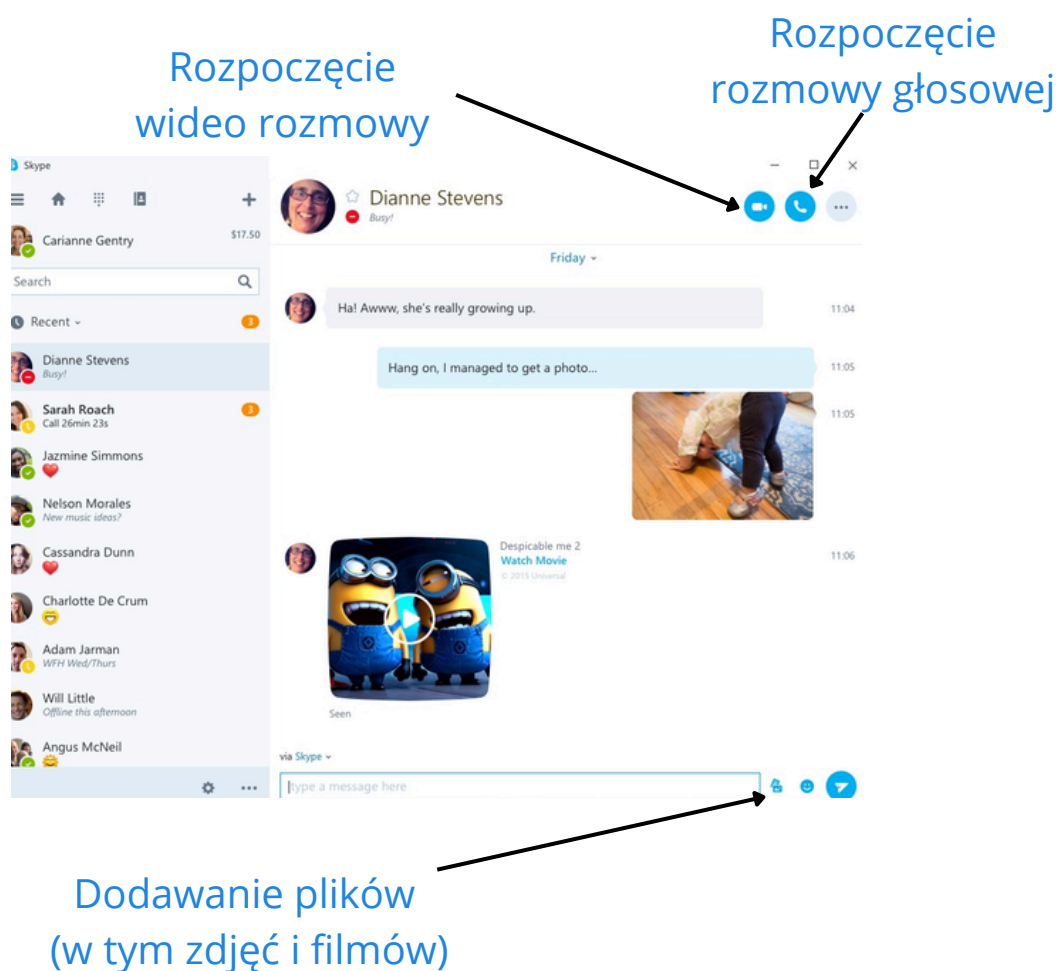 Rozpoczęcie
wideo rozmowy
Rozpoczęcie
rozmowy głosowej
Skype
Carianne Gentry
$17.50
Search
Recent
3
Dianne Stevens
Busy!
Sarah Roach
3
Call 26min 23s
Jazmine Simmons
Nelson Morales
New music ideas?
Cassandra Dunn
Charlotte De Crum
Adam Jarman
WFH Wed/Thurs
Will Little
Offline this afternoon
Angus McNeil
Dianne Stevens
Busy!
Friday
Ha! Awww, she's really growing up.
11:04
Hang on, I managed to get a photo...
11:05
11:05
Despicable me 2
Watch Movie
© 2015 Universal
11:06
Seen
via Skype
type a message here
Dodawanie plików
(w tym zdjęć i filmów)